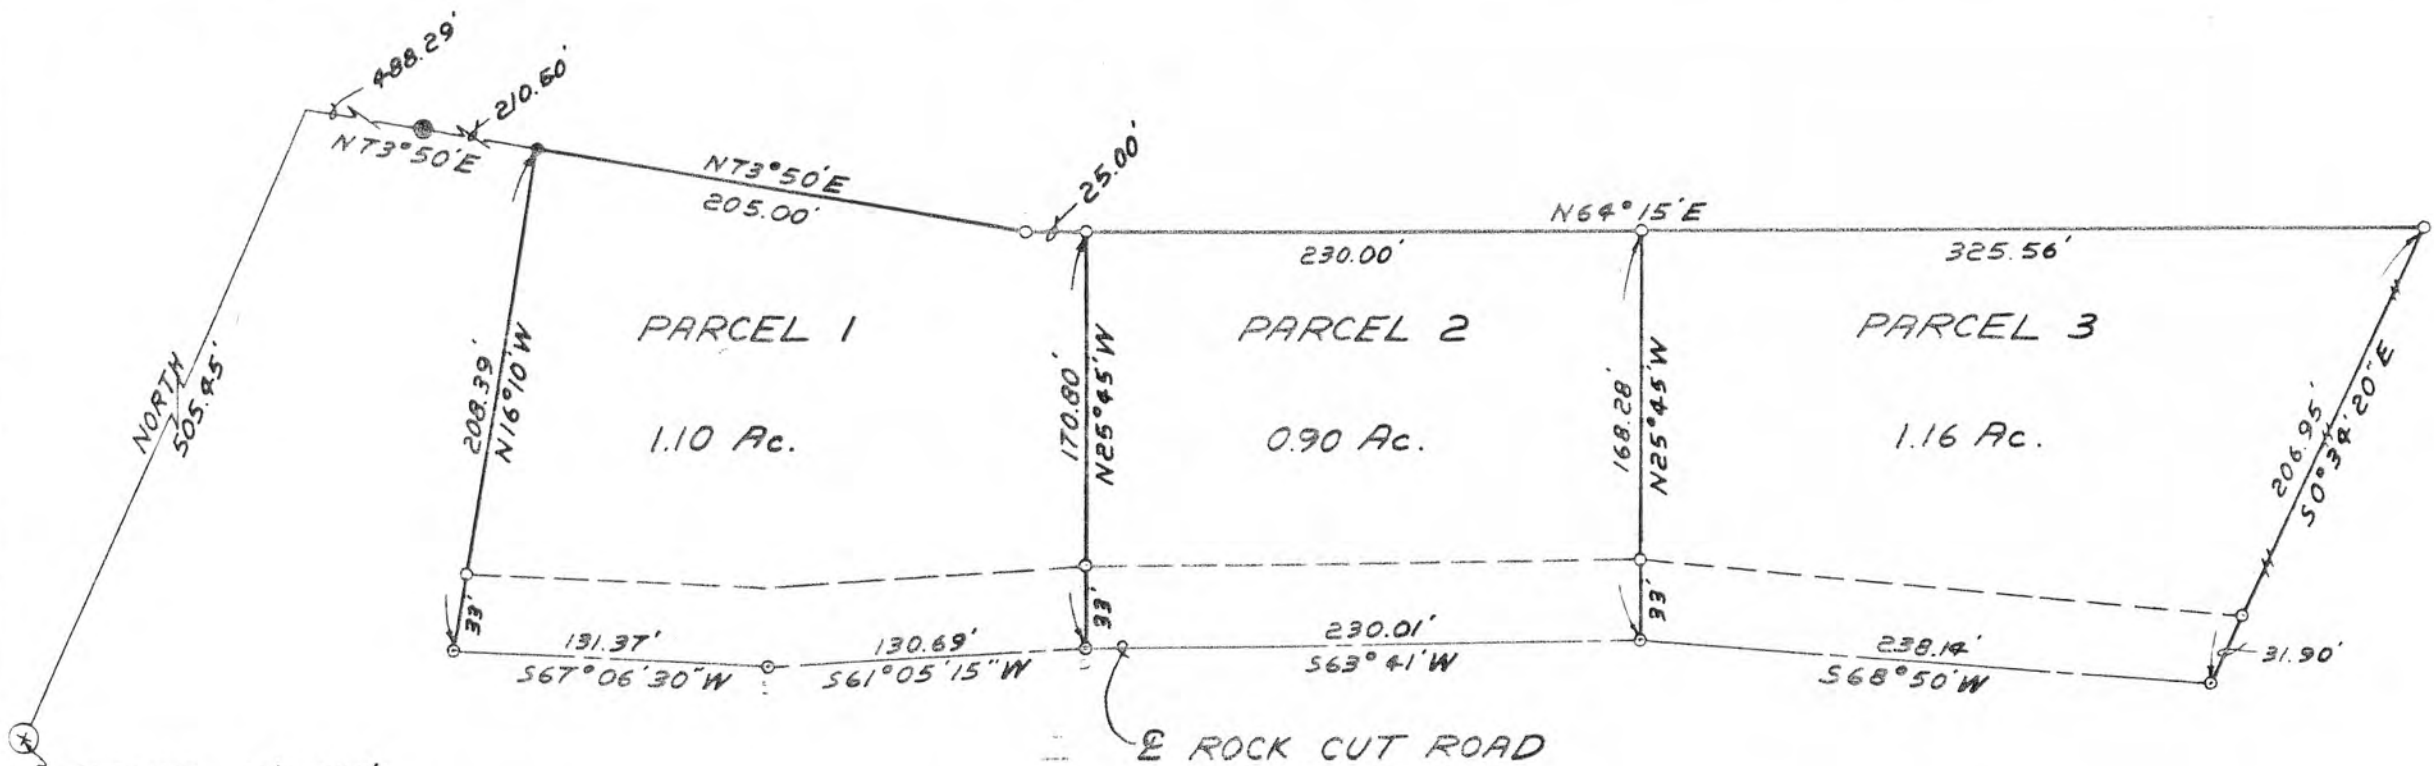 488.29'
210.60'
N73°50'E
N73°50'E
205.00'
25.00'
N64°15'E
230.00'
325.56'
NORTH
505.45'
208.39'
N16°10'W
PARCEL 1
1.10 Ac.
170.80'
N25°45'W
PARCEL 2
0.90 Ac.
168.28'
N25°45'W
PARCEL 3
1.16 Ac.
206.95'
33'
33'
33'
31.90'
131.37'
S67°06'30"W
130.69'
S61°05'15"W
230.01'
S63°41'W
238.14'
S68°50'W
℄ ROCK CUT ROAD